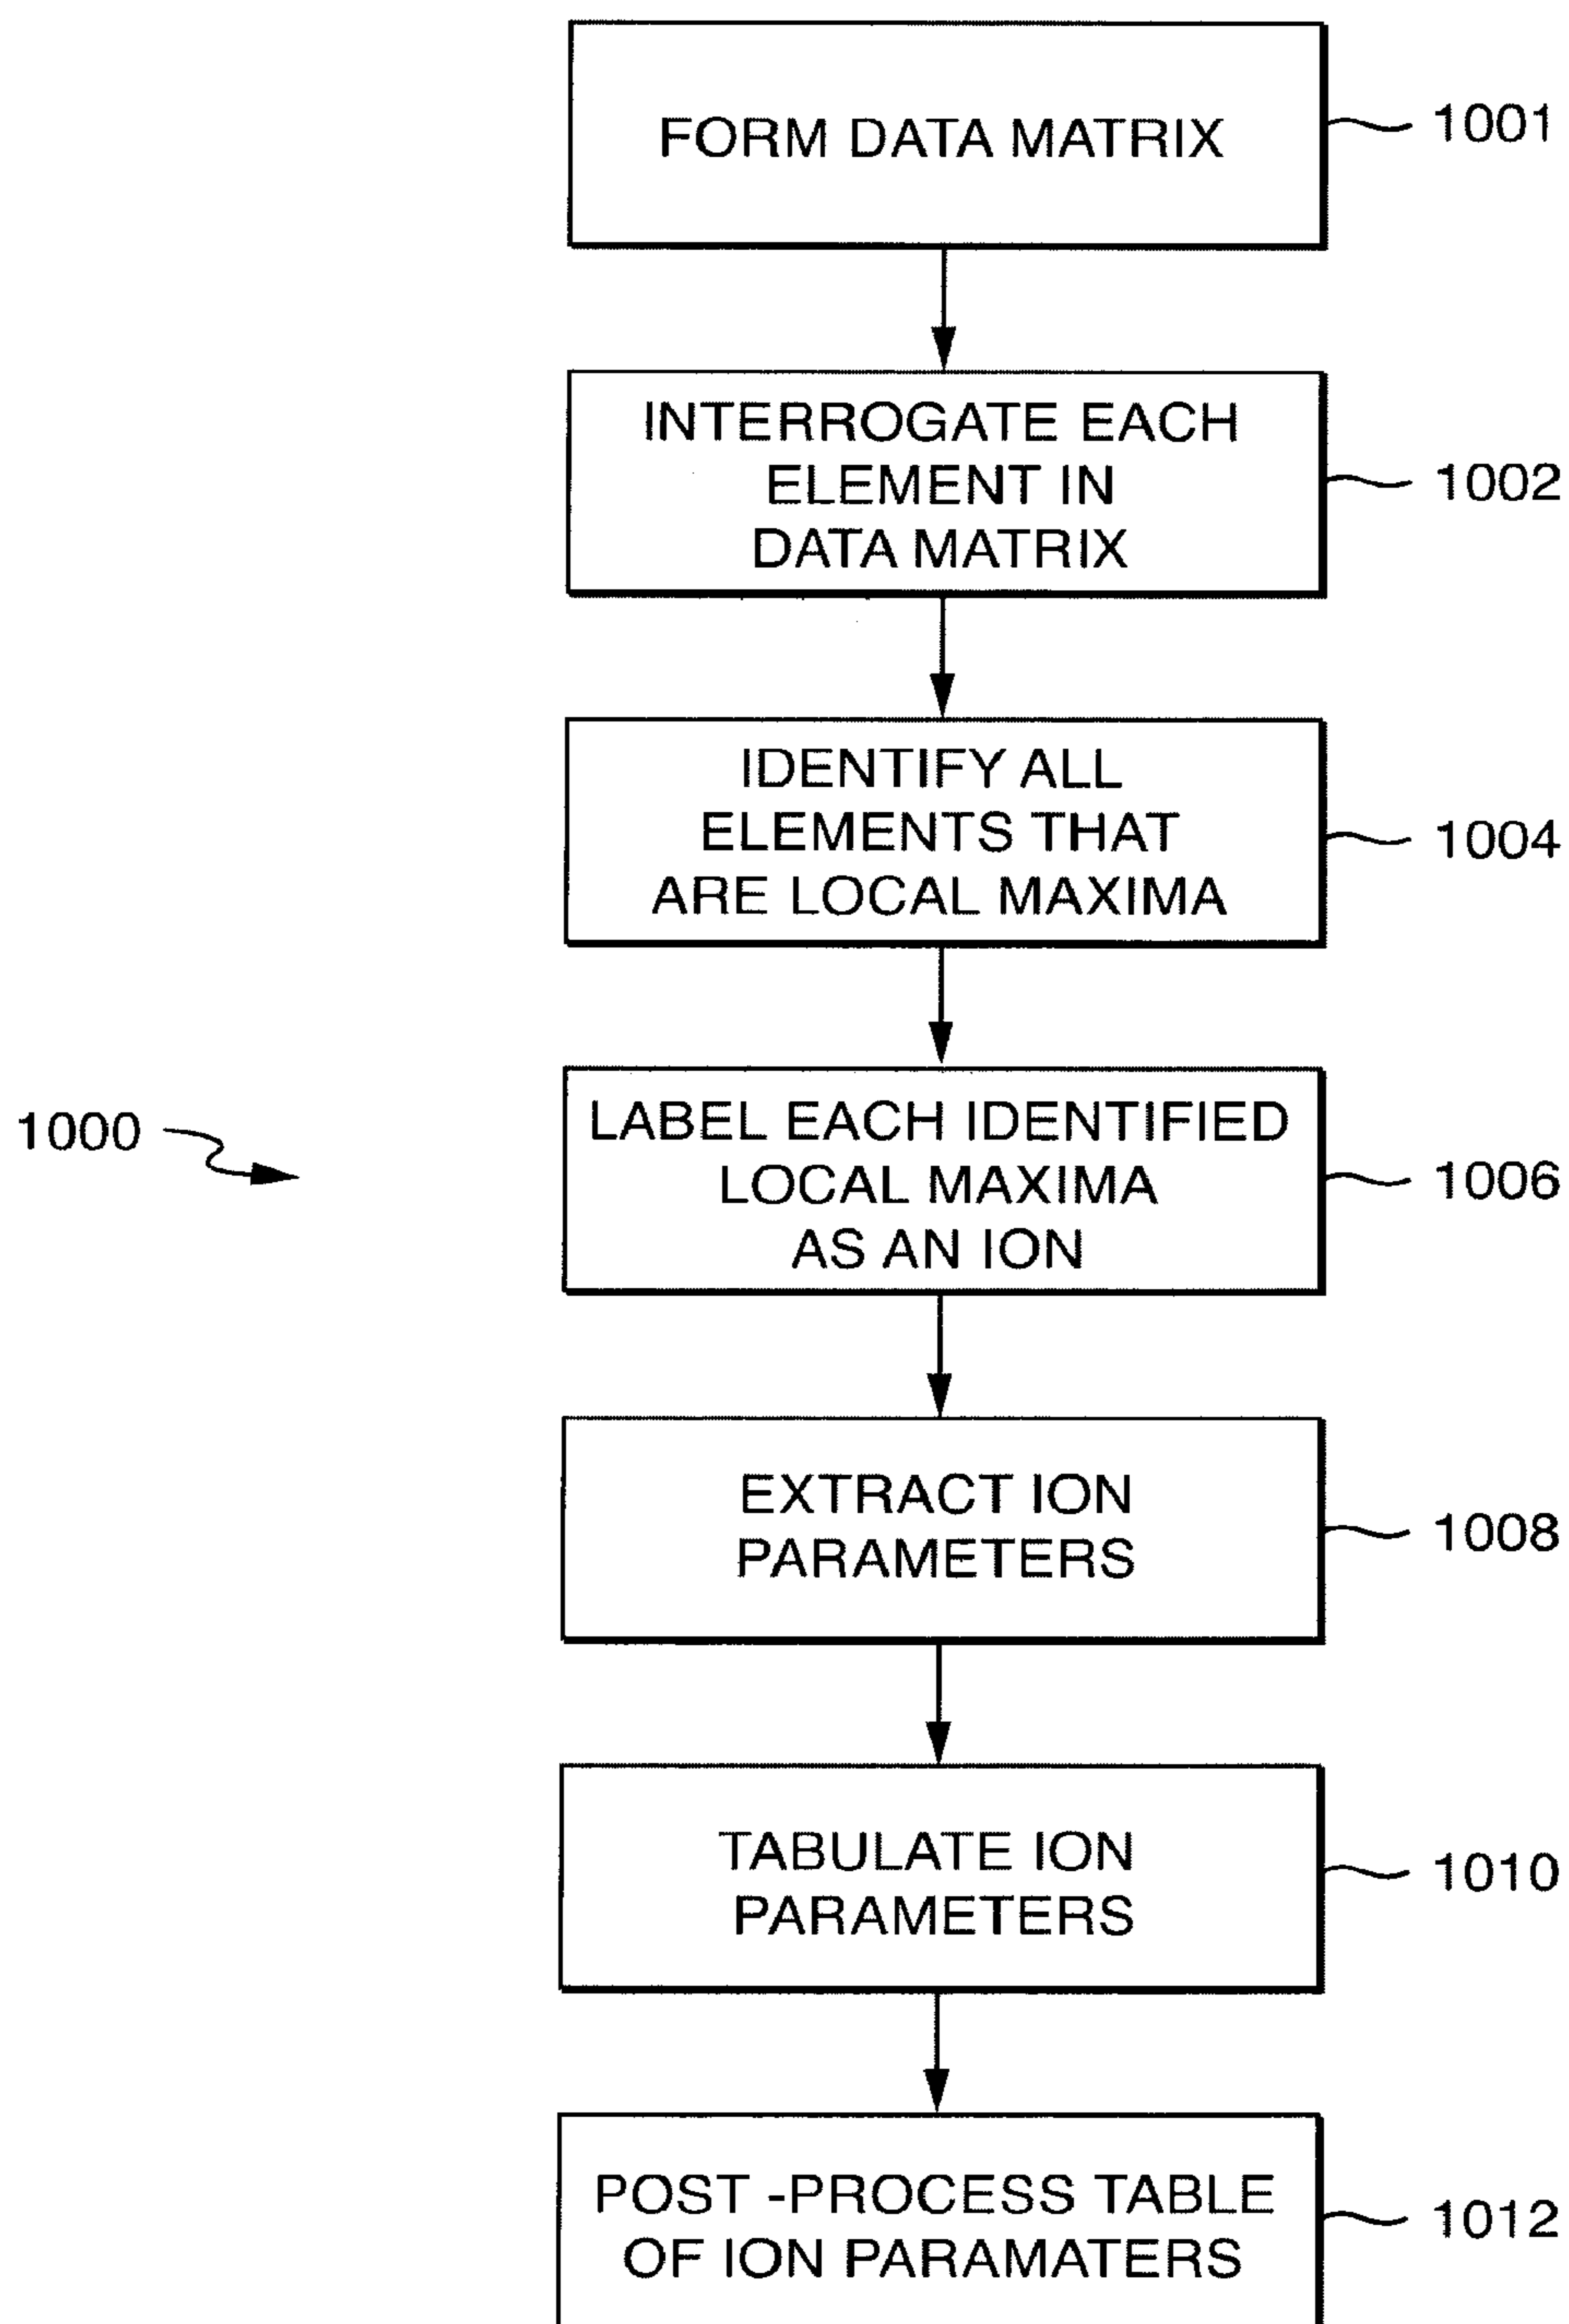 FORM DATA MATRIX
1001
INTERROGATE EACH
ELEMENT IN
DATA MATRIX
1002
IDENTIFY ALL
ELEMENTS THAT
ARE LOCAL MAXIMA
1004
1000
LABEL EACH IDENTIFIED
LOCAL MAXIMA
AS AN ION
1006
EXTRACT ION
PARAMETERS
1008
TABULATE ION
PARAMETERS
1010
POST -PROCESS TABLE
OF ION PARAMATERS
1012